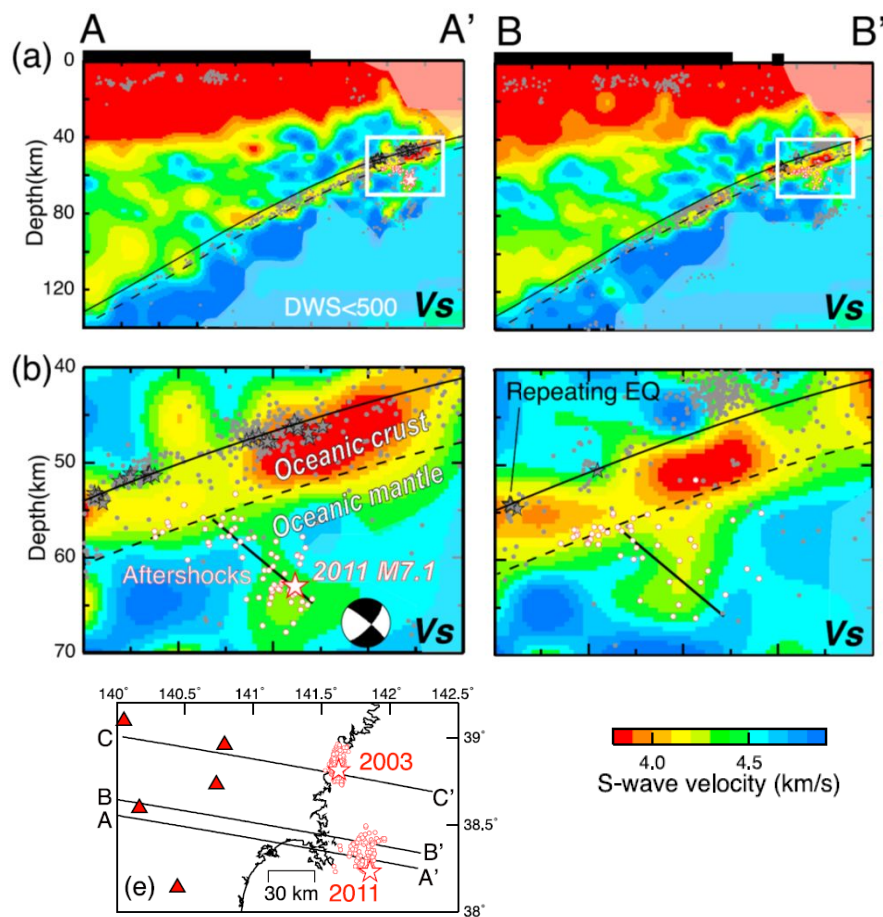 A A' B B'
(a)
0
40
80
120
Depth(km)
DWS<500 Vs Vs
(b)
40
50
60
70
Depth(km)
Oceanic crust
Oceanic mantle
Aftershocks
2011 M7.1
Vs
Repeating EQ
Vs
140° 140.5° 141° 141.5° 142° 142.5°
C
39°
2003
C'
B
A
38.5°
B'
A'
(e)
30 km
2011
38°
4.0 4.5
S-wave velocity (km/s)